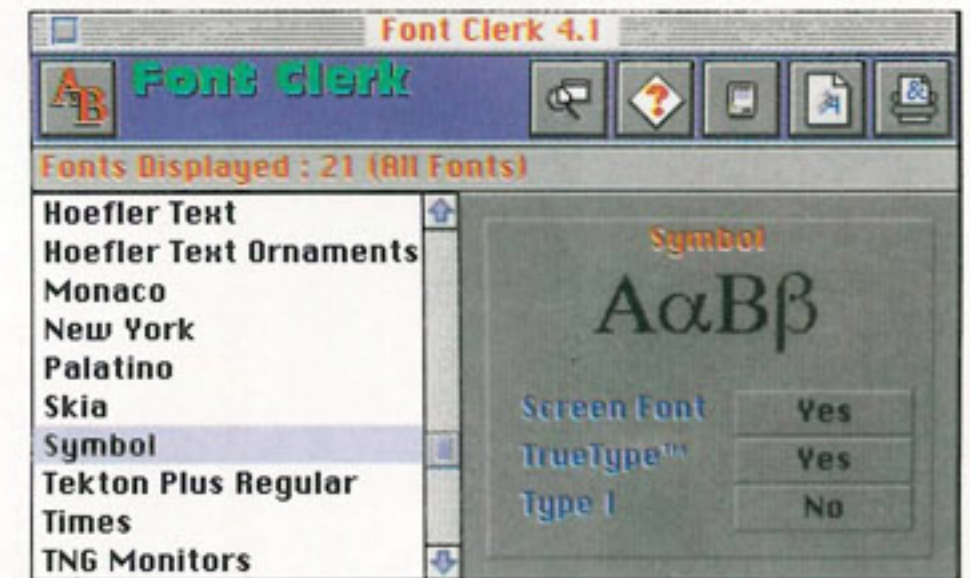 Font Clerk 4.1
Font Clerk
Fonts Displayed : 21 (All Fonts)
Hoefler Text
Hoefler Text Ornaments
Monaco
New York
Palatino
Skia
Symbol
Tekton Plus Regular
Times
TNG Monitors
Symbol
ΑαΒβ
Screen Font Yes
TrueType™ Yes
Type 1 No